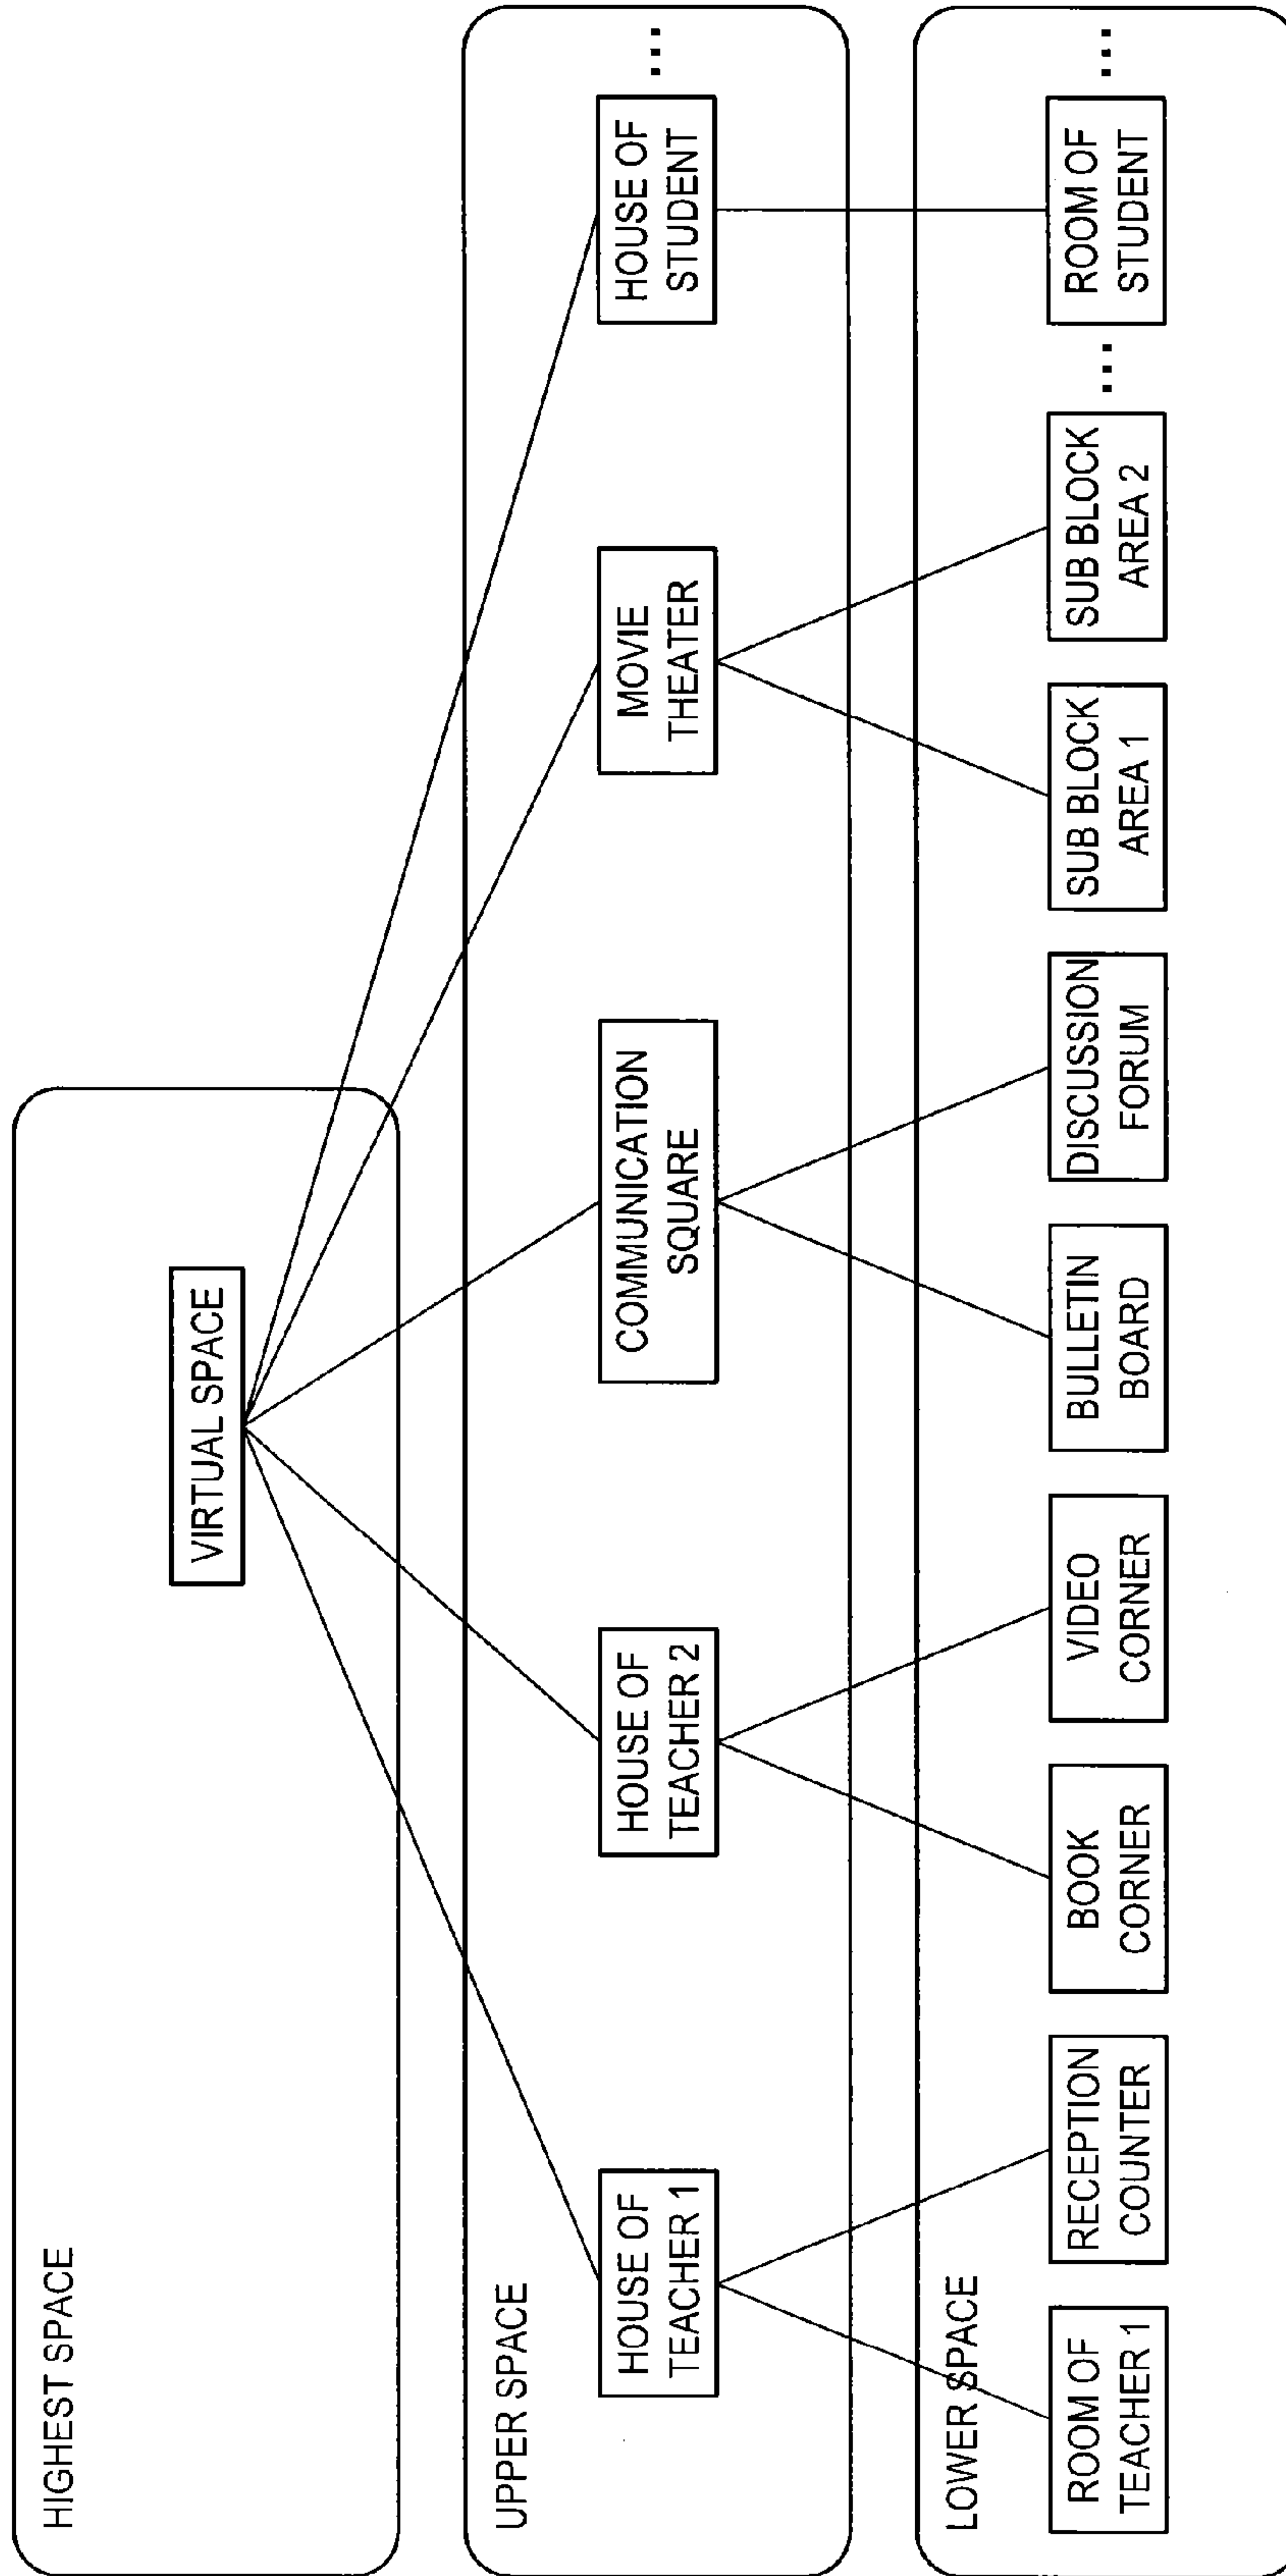 HIGHEST SPACE
VIRTUAL SPACE
UPPER SPACE
HOUSE OF
TEACHER 1
HOUSE OF
TEACHER 2
COMMUNICATION
SQUARE
MOVIE
THEATER
HOUSE OF
STUDENT
...
LOWER SPACE
ROOM OF
TEACHER 1
RECEPTION
COUNTER
BOOK
CORNER
VIDEO
CORNER
BULLETIN
BOARD
DISCUSSION
FORUM
SUB BLOCK
AREA 1
SUB BLOCK
AREA 2
...
ROOM OF
STUDENT
...